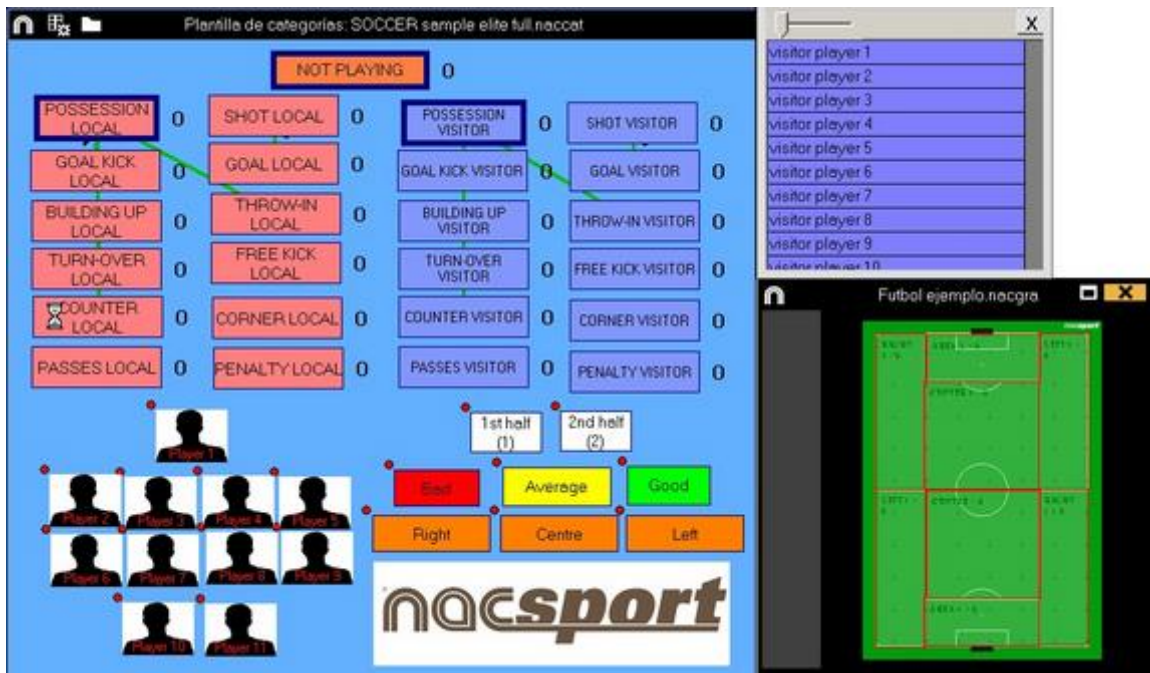 Plantilla de categorias: SOCCER sample elite full.naccat
NOT PLAYING 0
POSSESSION LOCAL 0
SHOT LOCAL 0
POSSESSION VISITOR 0
SHOT VISITOR 0
GOAL KICK LOCAL 0
GOAL LOCAL 0
GOAL KICK VISITOR 0
GOAL VISITOR 0
BUILDING UP LOCAL 0
THROW-IN LOCAL 0
BUILDING UP VISITOR 0
THROW-IN VISITOR 0
TURN-OVER LOCAL 0
FREE KICK LOCAL 0
TURN-OVER VISITOR 0
FREE KICK VISITOR 0
COUNTER LOCAL 0
CORNER LOCAL 0
COUNTER VISITOR 0
CORNER VISITOR 0
PASSES LOCAL 0
PENALTY LOCAL 0
PASSES VISITOR 0
PENALTY VISITOR 0
Player 1
Player 2
Player 3
Player 4
Player 5
Player 6
Player 7
Player 8
Player 9
Player 10
Player 11
1st half
(1)
2nd half
(2)
Bad
Average
Good
Right
Centre
Left
nacsport
X
visitor player 1
visitor player 2
visitor player 3
visitor player 4
visitor player 5
visitor player 6
visitor player 7
visitor player 8
visitor player 9
visitor player 10
Futbol ejemplo.nacgra
nacsport